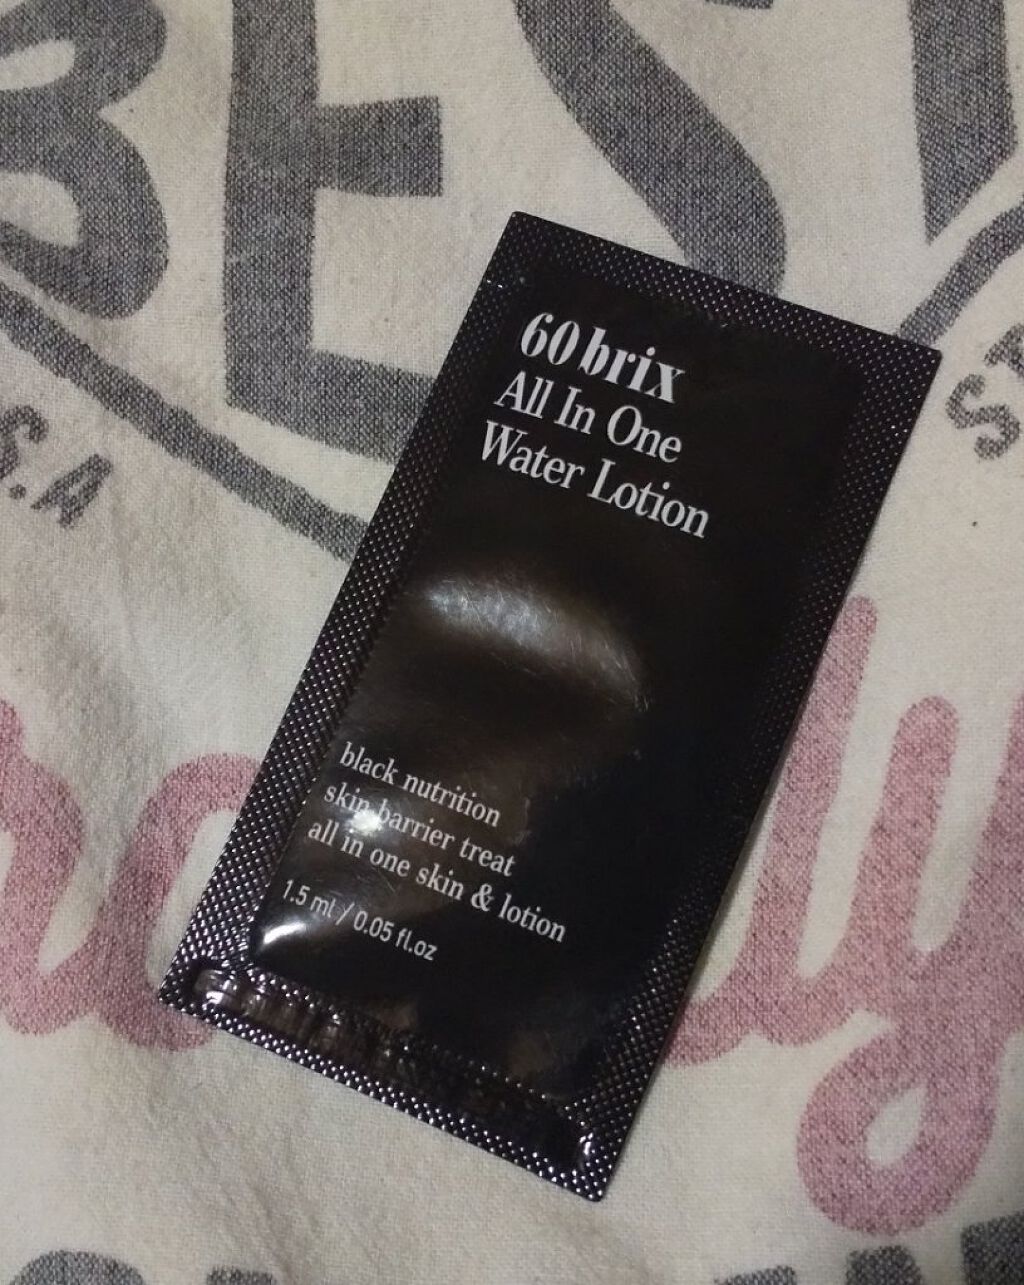 BEST
S.A
60 brix
All In One
Water Lotion
black nutrition
skin barrier treat
all in one skin & lotion
1.5 ml / 0.05 fl.oz